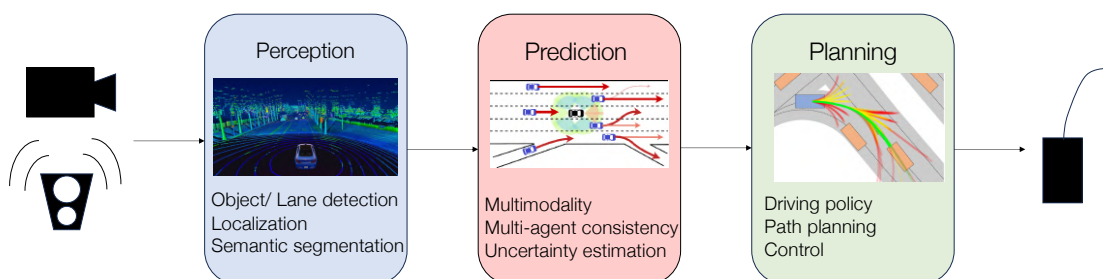 Perception
Object/ Lane detection
Localization
Semantic segmentation
Prediction
Multimodality
Multi-agent consistency
Uncertainty estimation
Planning
Driving policy
Path planning
Control